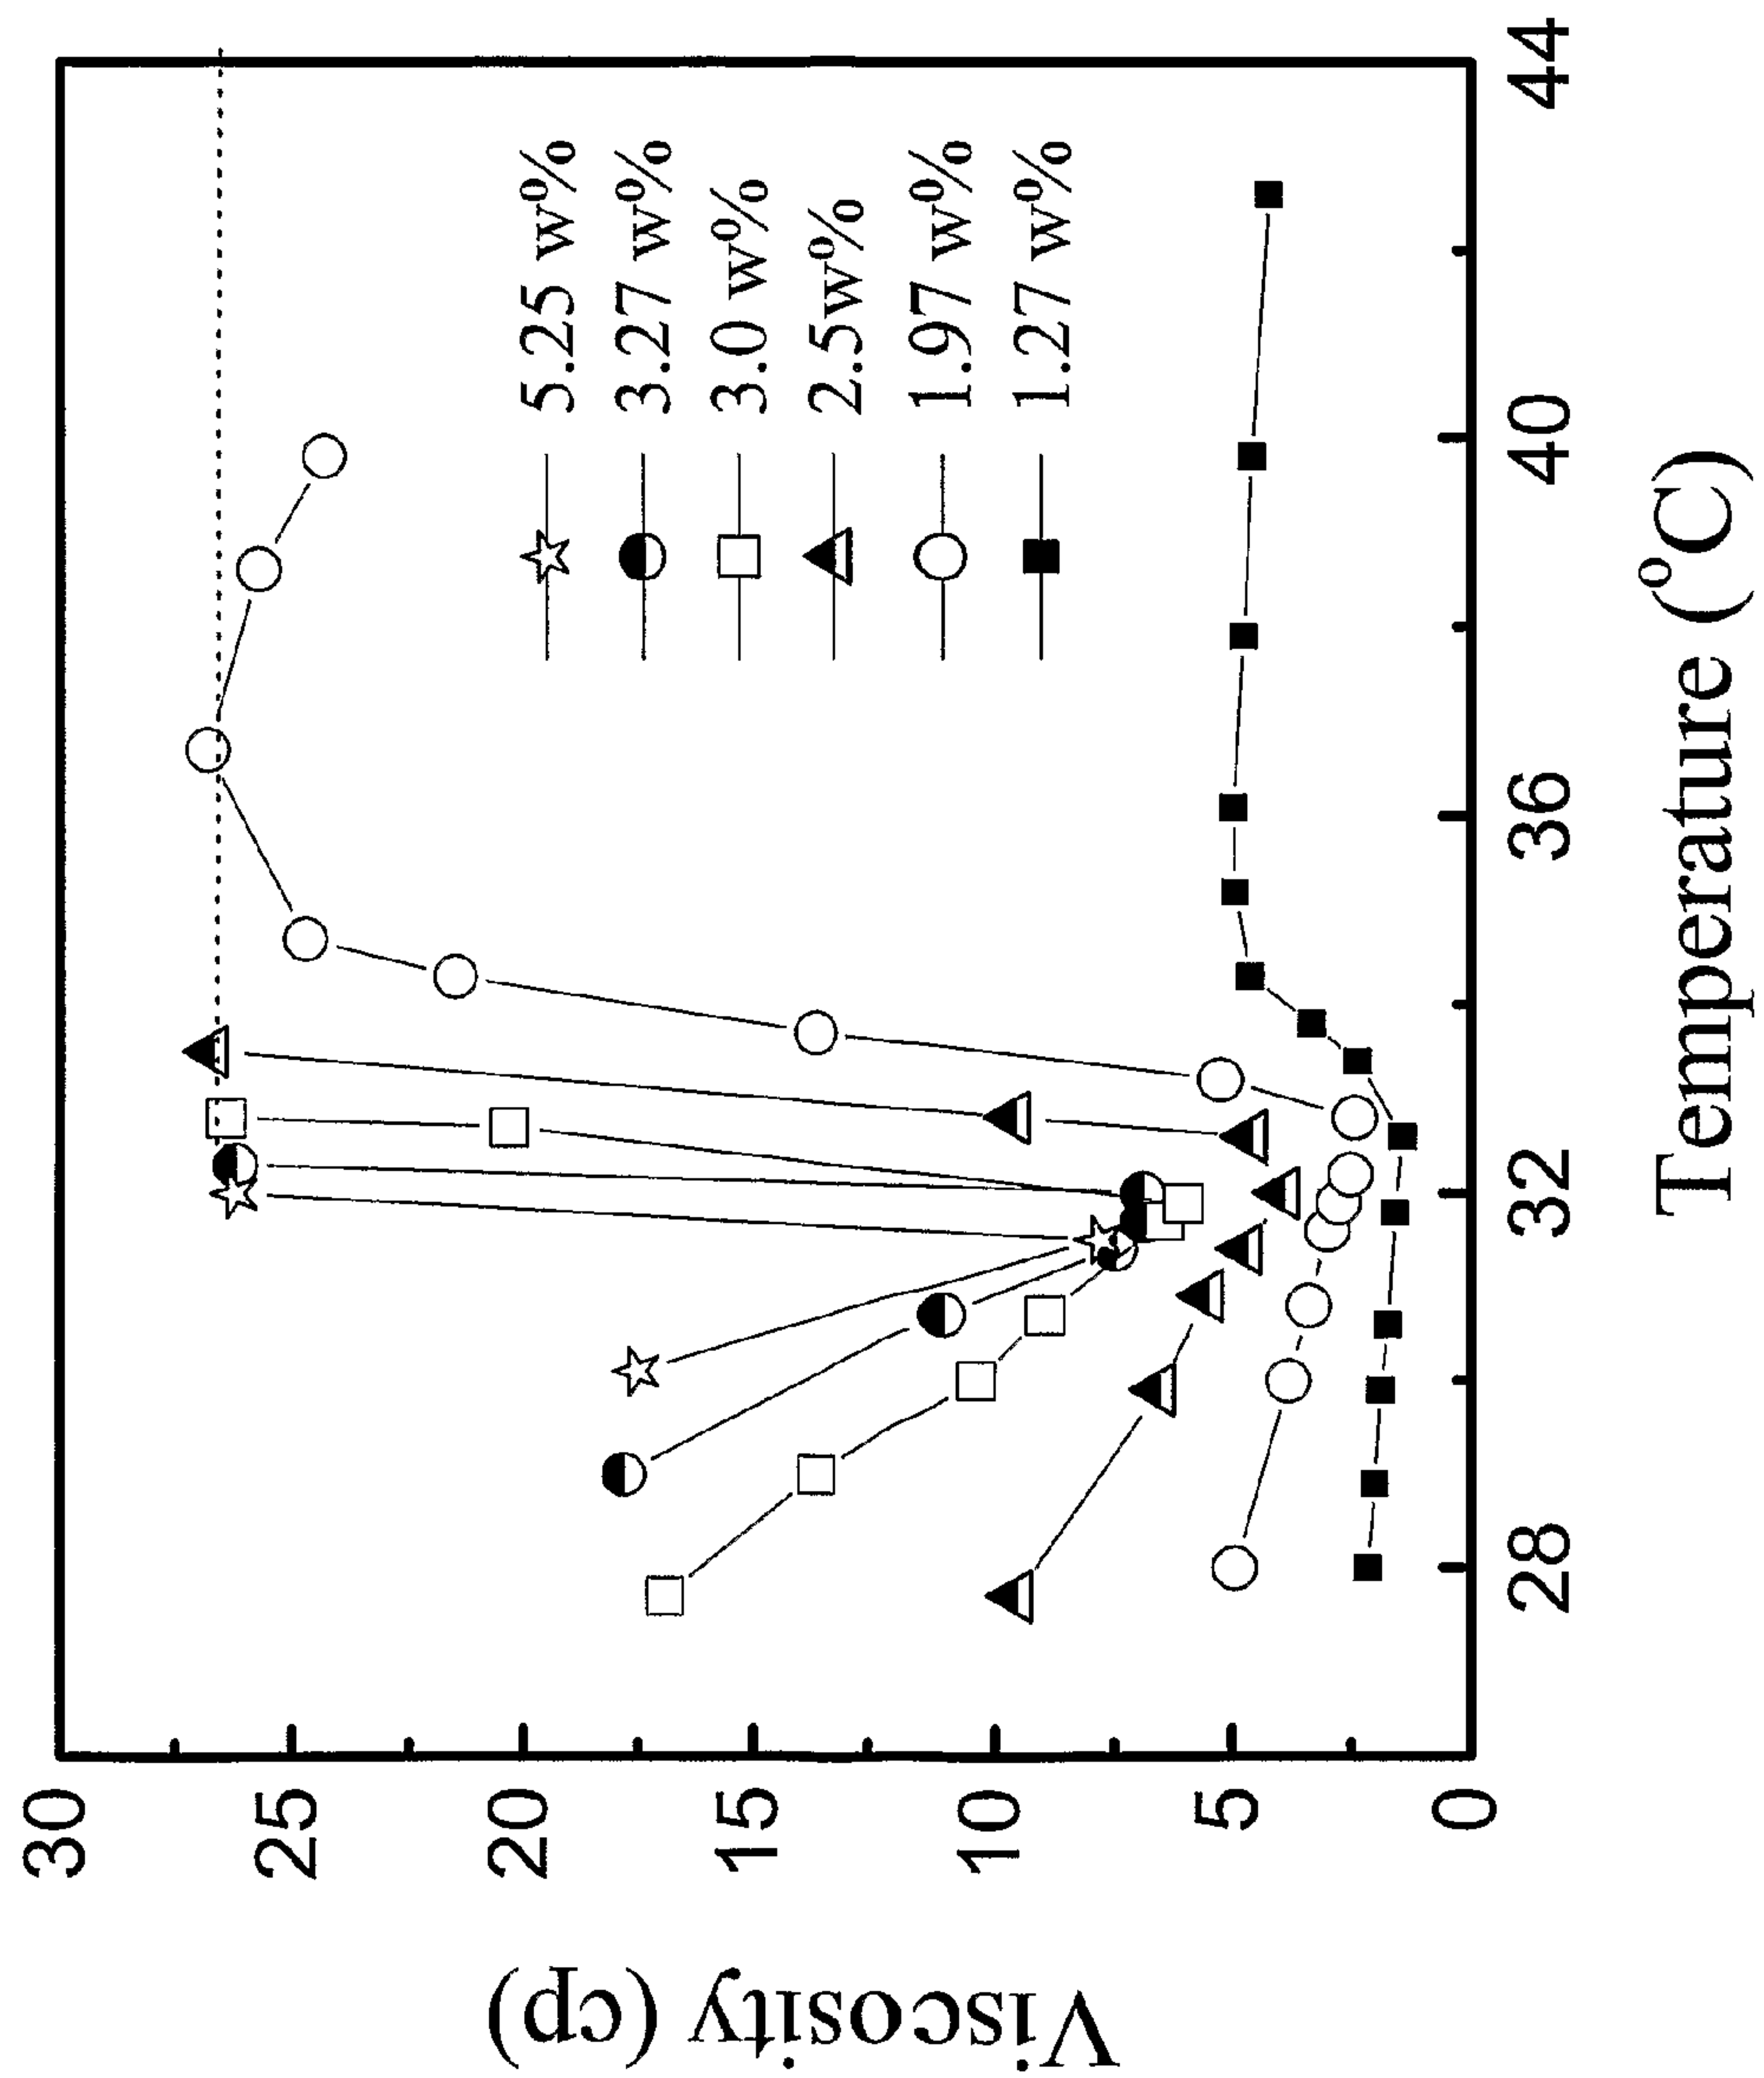 Viscosity (cp)
30
25
20
15
10
5
0
5.25 w%
3.27 w%
3.0 w%
2.5w%
1.97 w%
1.27 w%
28
32
36
40
44
Temperature (°C)